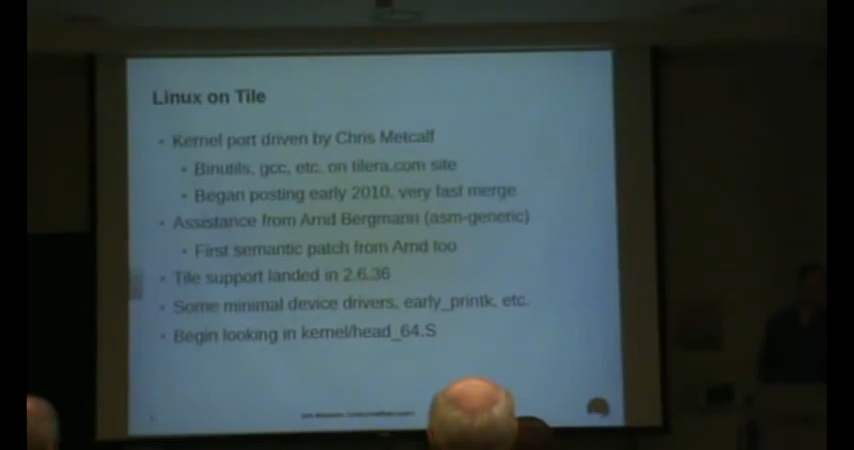 Linux on Tile
Kernel port driven by Chris Metcalf
Binutils, gcc, etc. on tilera.com site
Began posting early 2010, very fast merge
Assistance from Arnd Bergmann (asm-generic)
First semantic patch from Arnd too
Tile support landed in 2.6.36
Some minimal device drivers, early_printk, etc.
Begin looking in kernel/head_64.S